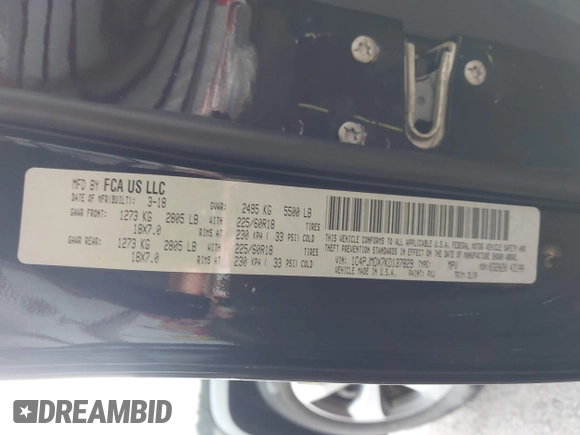 MFD BY FCA US LLC
DATE OF MFR(BUILT): 3-18 GVWR: 2495 KG 5500 LB
GAWR FRONT: 1273 KG 2805 LB WITH 225/60R18 TIRES
18X7.0 RIMS AT 230 KPA ( 33 PSI) COLD
GAWR REAR: 1273 KG 2805 LB WITH 225/60R18 TIRES
18X7.0 RIMS AT 230 KPA ( 33 PSI) COLD
THIS VEHICLE CONFORMS TO ALL APPLICABLE U.S.A. FEDERAL MOTOR VEHICLE SAFETY AND
THEFT PREVENTION STANDARDS IN EFFECT ON THE DATE OF MANUFACTURE SHOWN ABOVE.
VIN: TYPE: MPV MDH:
VEHICLE MADE IN U.S.A. PAINT: TRIM:
DREAMBID